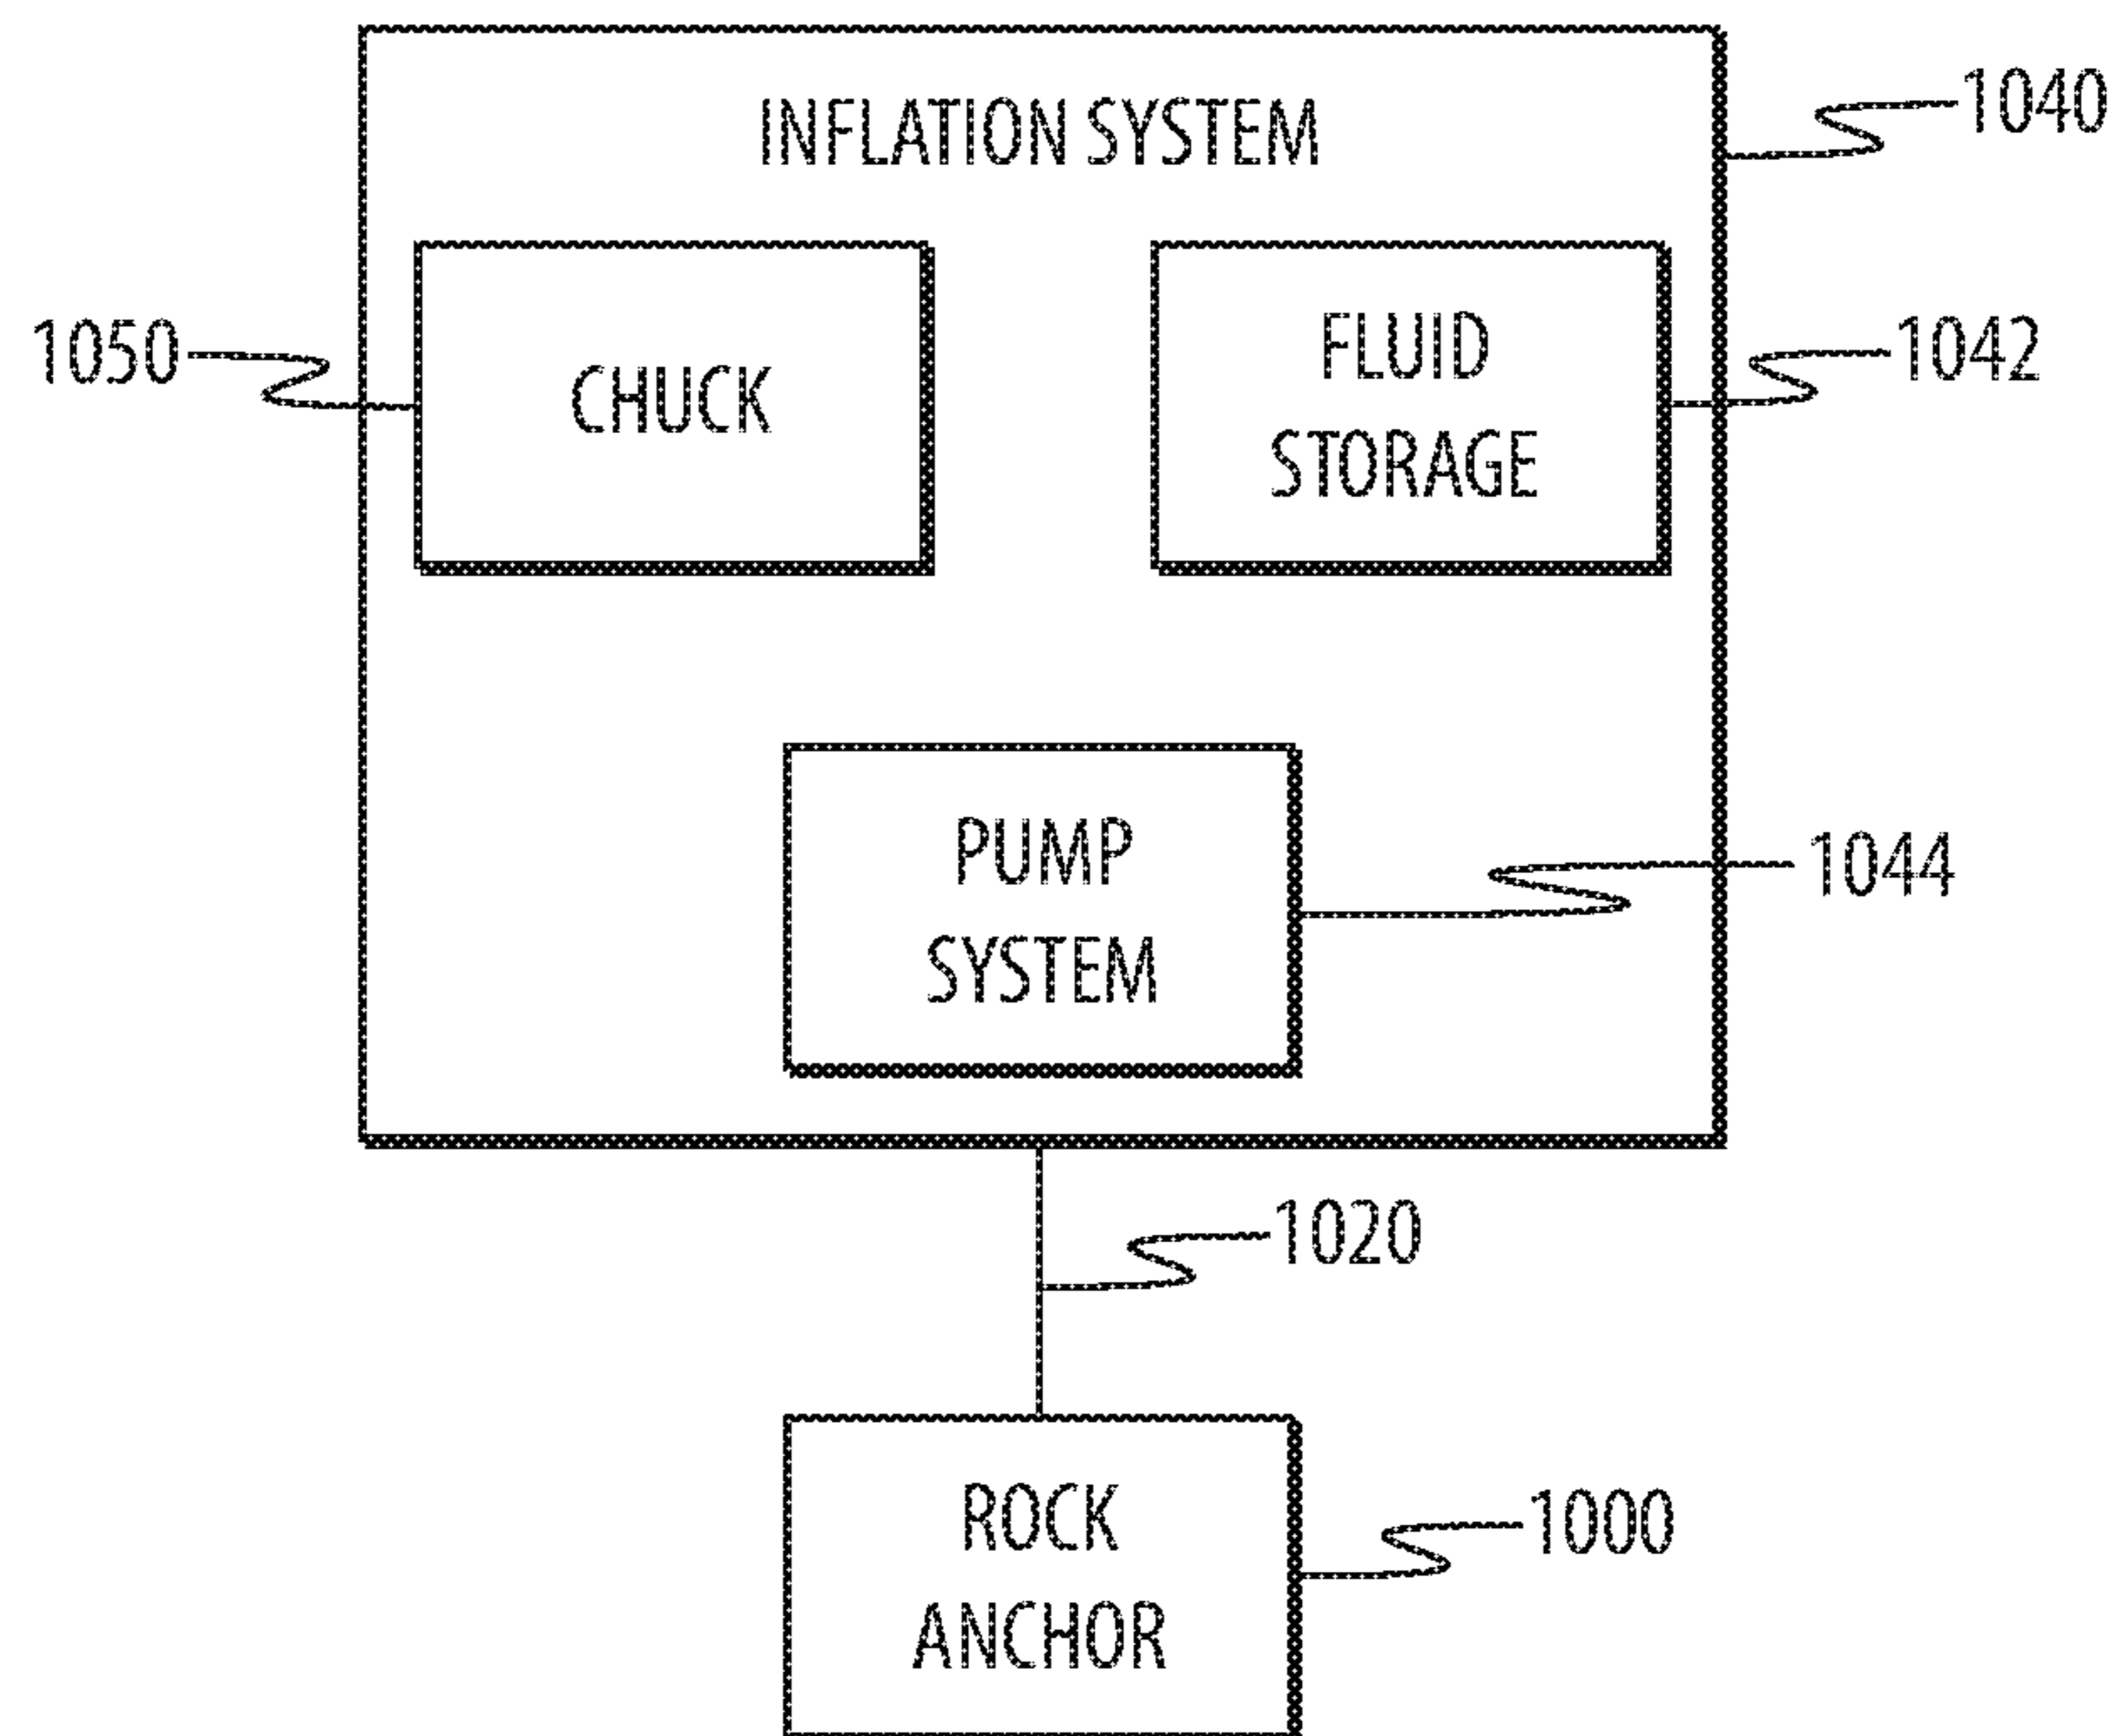 INFLATION SYSTEM
1040
1050
CHUCK
FLUID
STORAGE
1042
PUMP
SYSTEM
1044
1020
ROCK
ANCHOR
1000